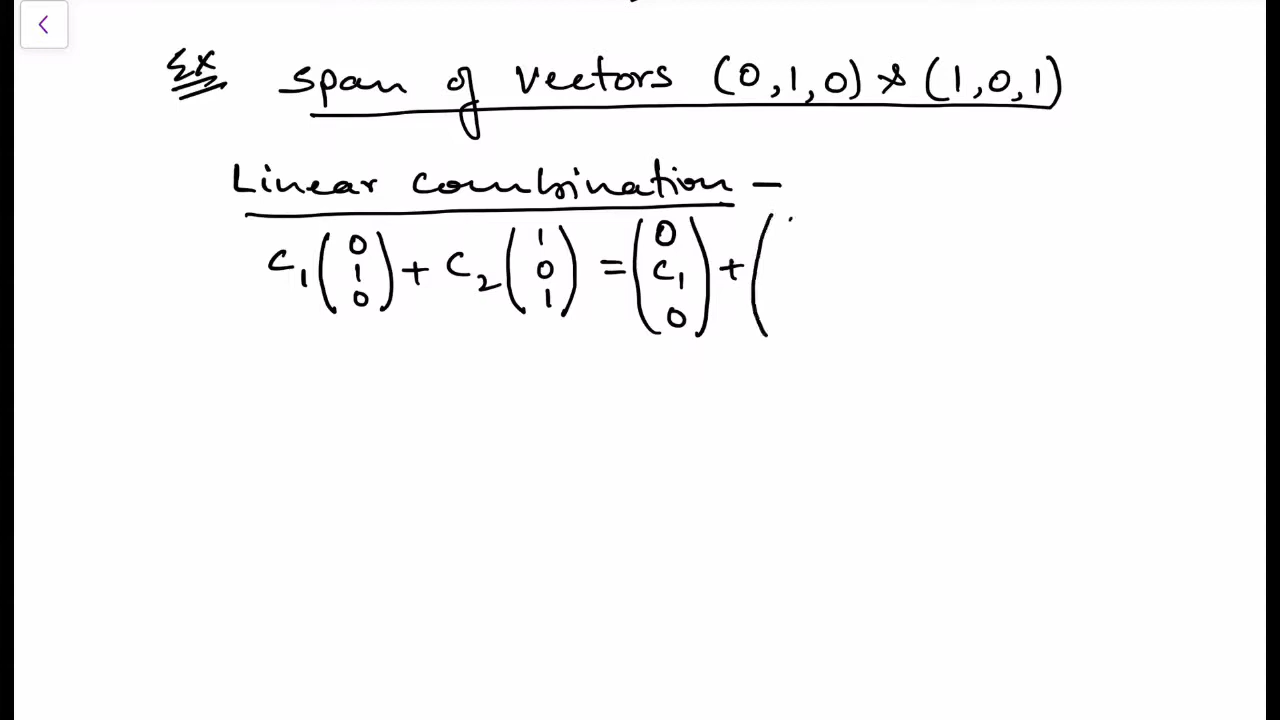 Ex Span of vectors (0,1,0) & (1,0,1)
Linear combination –
c₁(0 1 0) + c₂(1 0 1) = (0 c₁ 0) + (